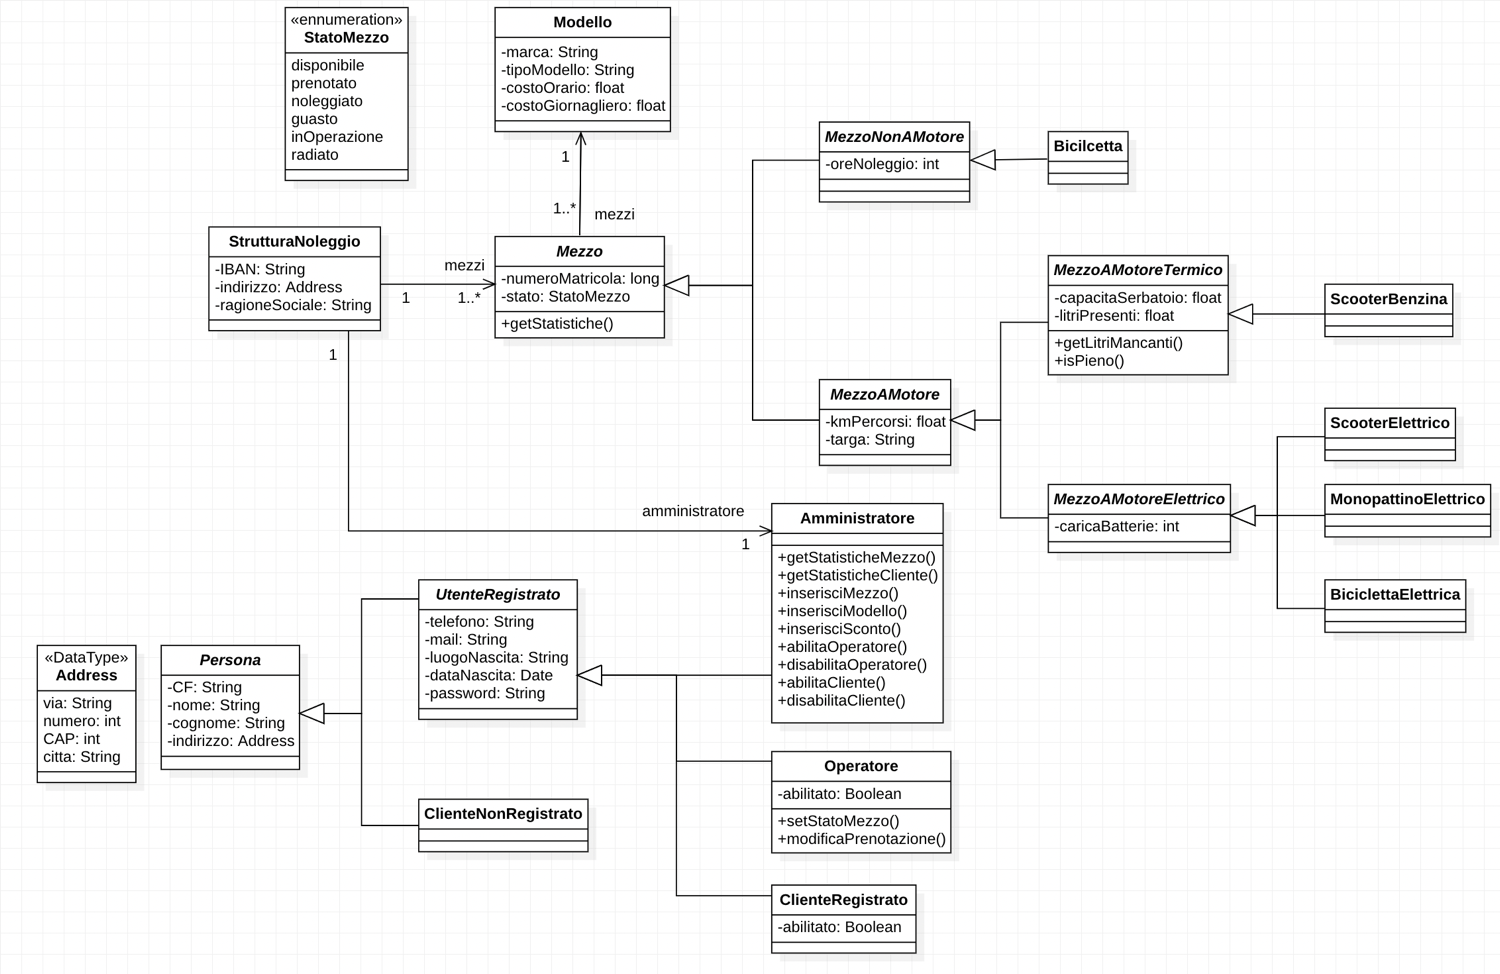 «ennumeration»
StatoMezzo
disponibile
prenotato
noleggiato
guasto
inOperazione
radiato
Modello
-marca: String
-tipoModello: String
-costoOrario: float
-costoGiornagliero: float
1
1..*
mezzi
MezzoNonAMotore
-oreNoleggio: int
Bicilcetta
StrutturaNoleggio
-IBAN: String
-indirizzo: Address
-ragioneSociale: String
mezzi
1
1..*
Mezzo
-numeroMatricola: long
-stato: StatoMezzo
+getStatistiche()
MezzoAMotoreTermico
-capacitaSerbatoio: float
-litriPresenti: float
+getLitriMancanti()
+isPieno()
ScooterBenzina
1
MezzoAMotore
-kmPercorsi: float
-targa: String
ScooterElettrico
MezzoAMotoreElettrico
-caricaBatterie: int
MonopattinoElettrico
BiciclettaElettrica
amministratore
1
Amministratore
+getStatisticheMezzo()
+getStatisticheCliente()
+inserisciMezzo()
+inserisciModello()
+inserisciSconto()
+abilitaOperatore()
+disabilitaOperatore()
+abilitaCliente()
+disabilitaCliente()
UtenteRegistrato
-telefono: String
-mail: String
-luogoNascita: String
-dataNascita: Date
-password: String
«DataType»
Address
via: String
numero: int
CAP: int
citta: String
Persona
-CF: String
-nome: String
-cognome: String
-indirizzo: Address
Operatore
-abilitato: Boolean
+setStatoMezzo()
+modificaPrenotazione()
ClienteNonRegistrato
ClienteRegistrato
-abilitato: Boolean